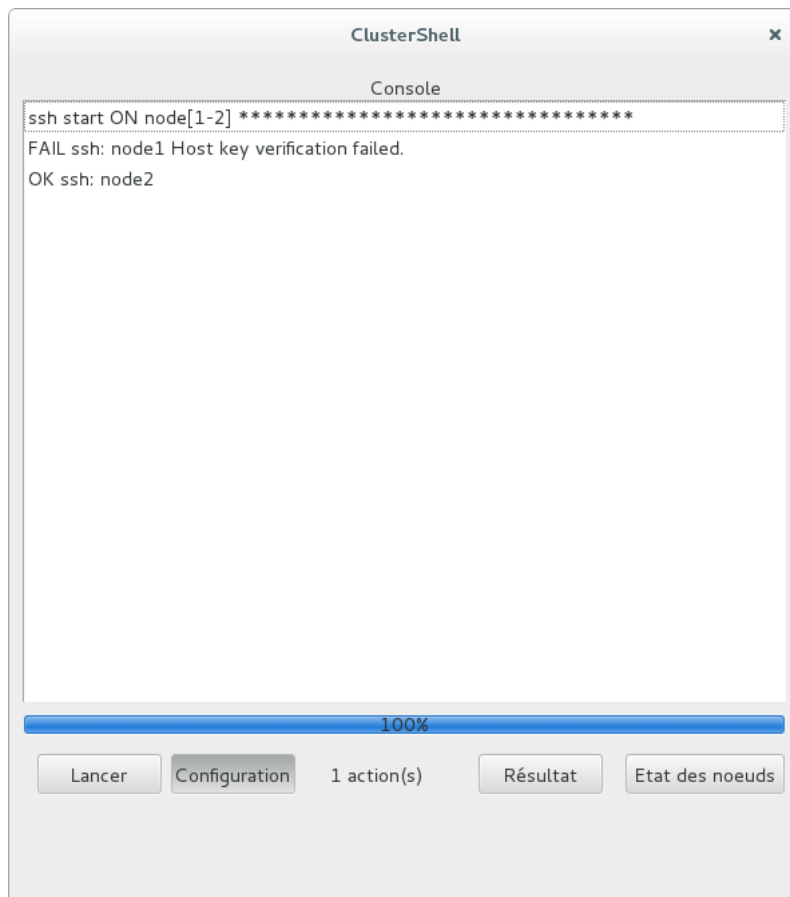 ClusterShell ×
Console
ssh start ON node[1-2] *********************************
FAIL ssh: node1 Host key verification failed.
OK ssh: node2
100%
Lancer Configuration 1 action(s) Résultat Etat des noeuds